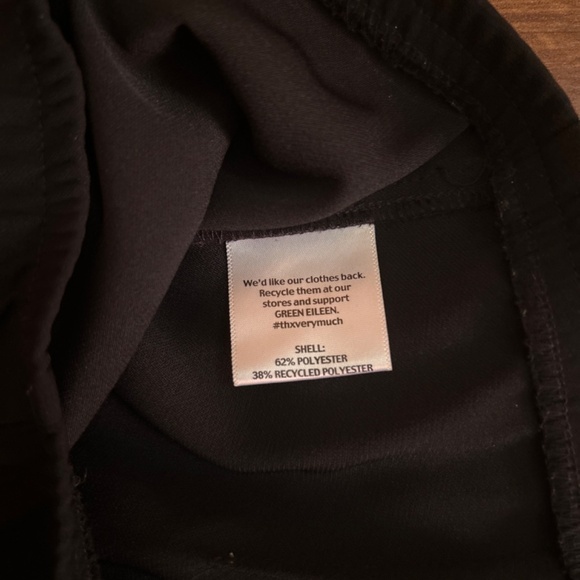 We'd like our clothes back.
Recycle them at our
stores and support
GREEN EILEEN.
#thxverymuch
SHELL:
62% POLYESTER
38% RECYCLED POLYESTER